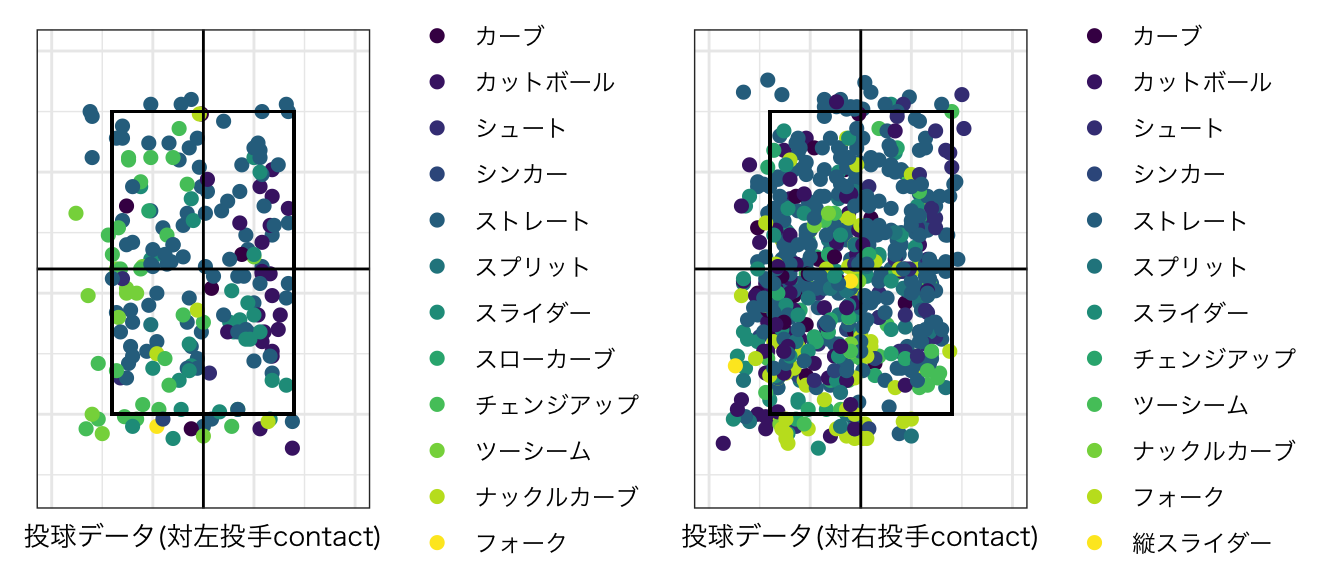 カーブ
カットボール
シュート
シンカー
ストレート
スプリット
スライダー
スローカーブ
チェンジアップ
ツーシーム
ナックルカーブ
フォーク
投球データ(対左投手contact)
カーブ
カットボール
シュート
シンカー
ストレート
スプリット
スライダー
チェンジアップ
ツーシーム
ナックルカーブ
フォーク
縦スライダー
投球データ(対右投手contact)